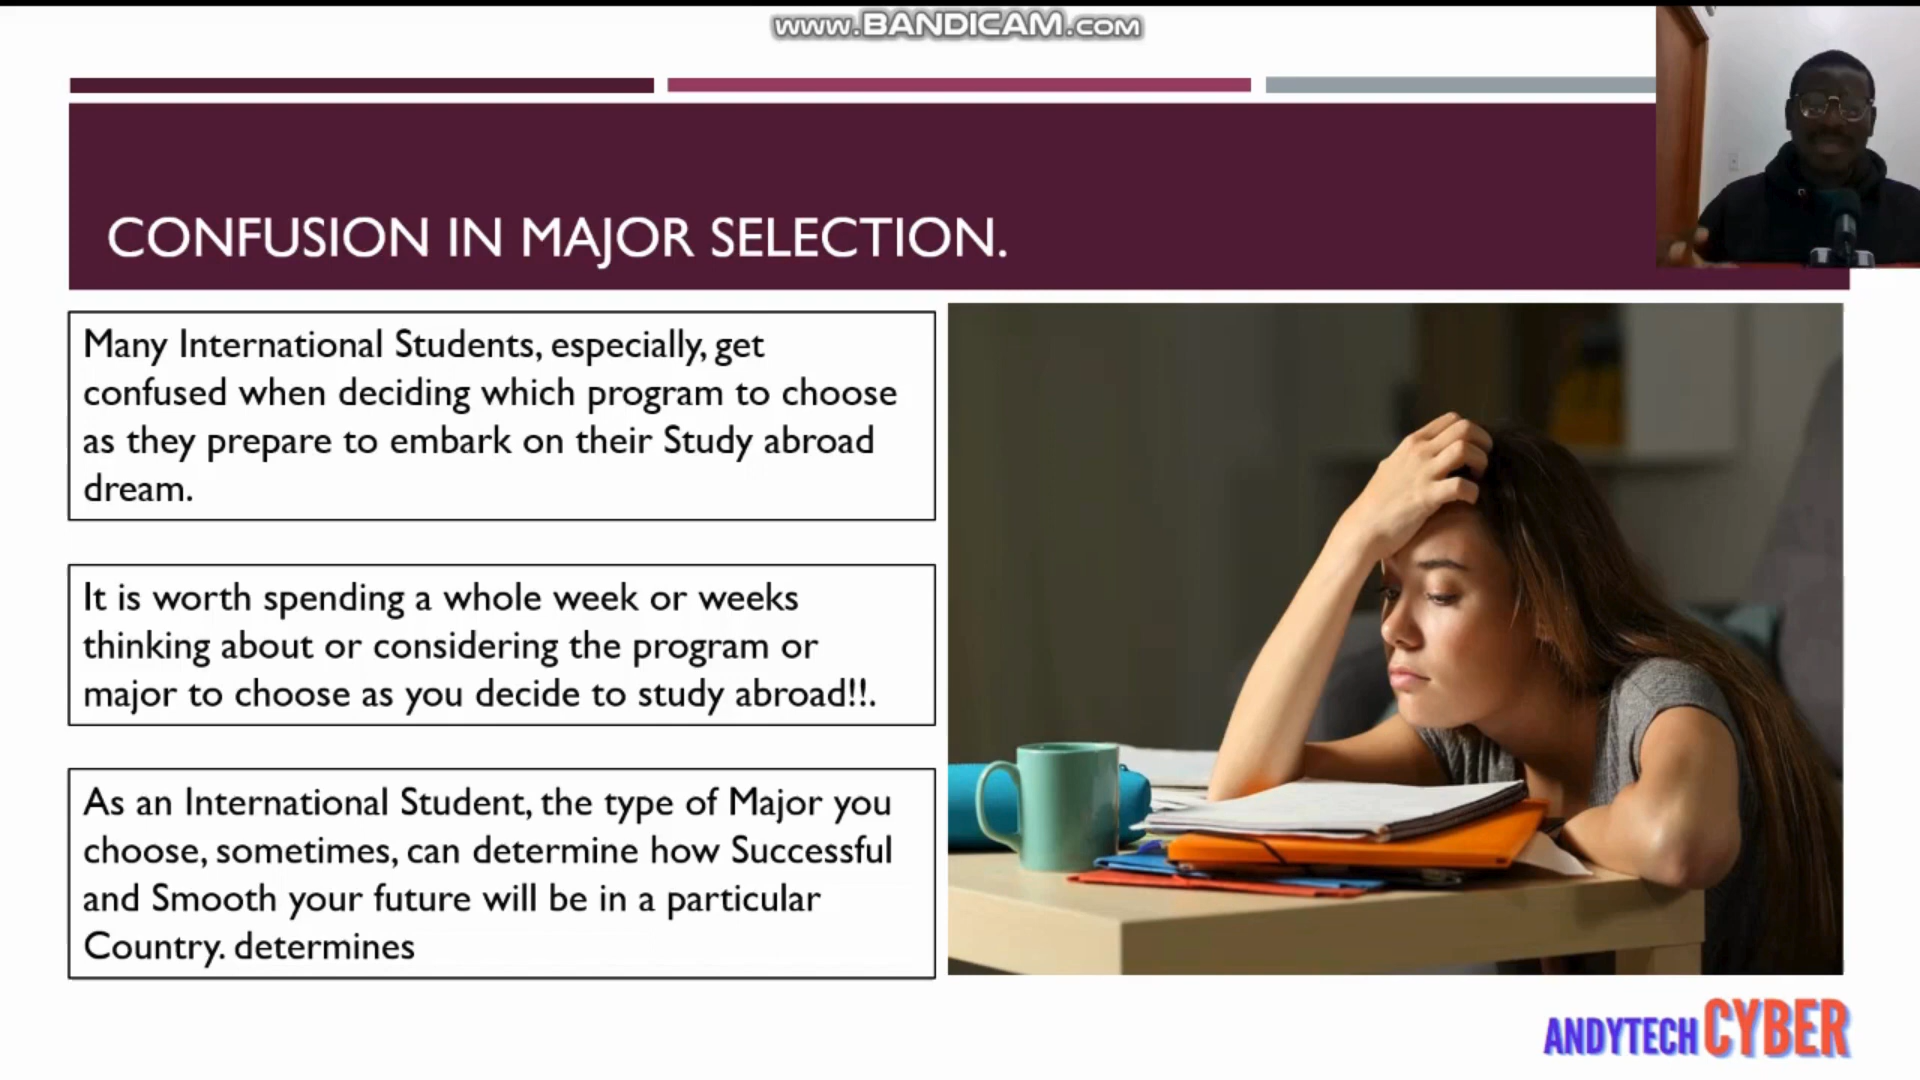 www.BANDICAM.com
CONFUSION IN MAJOR SELECTION.
Many International Students, especially, get
confused when deciding which program to choose
as they prepare to embark on their Study abroad
dream.
It is worth spending a whole week or weeks
thinking about or considering the program or
major to choose as you decide to study abroad!!.
As an International Student, the type of Major you
choose, sometimes, can determine how Successful
and Smooth your future will be in a particular
Country. determines
ANDYTECH CYBER